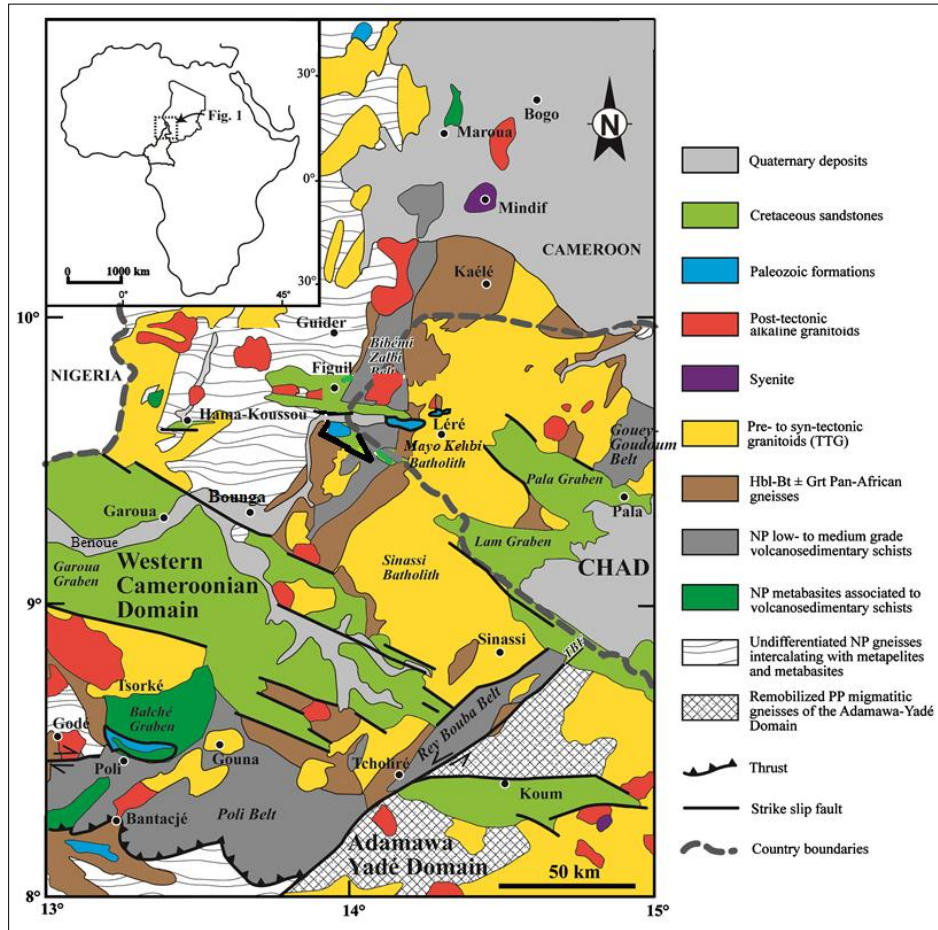 30°
Fig. 1
0°
0 1000 km
30°
0°
45°
N
Bogo
Maroua
Mindif
CAMEROON
Kaélé
10°
Guider
Bibémi
Zalbi
Belt
NIGERIA
Figuil
Hama-Koussou
Léré
Mayo Kehbi
Batholith
Gouey-
Goudoum
Belt
Pala Graben
Pala
Bounga
Garoua
Benoue
Garoua
Graben
Lam Graben
Sinassi
Batholith
CHAD
Western
Cameroonian
Domain
9°
Sinassi
TBF
Tsorké
Balché
Graben
Rey Bouba Belt
Godé
Gouna
Poli
Tcholiré
Koum
Bantacjé
Poli Belt
Adamawa
Yadé Domain
50 km
8°
13°
14°
15°
Quaternary deposits
Cretaceous sandstones
Paleozoic formations
Post-tectonic
alkaline granitoids
Syenite
Pre- to syn-tectonic
granitoids (TTG)
Hbl-Bt ± Grt Pan-African
gneisses
NP low- to medium grade
volcanosedimentary schists
NP metabasites associated to
volcanosedimentary schists
Undifferentiated NP gneisses
intercalating with metapelites
and metabasites
Remobilized PP migmatitic
gneisses of the Adamawa-Yadé
Domain
Thrust
Strike slip fault
Country boundaries